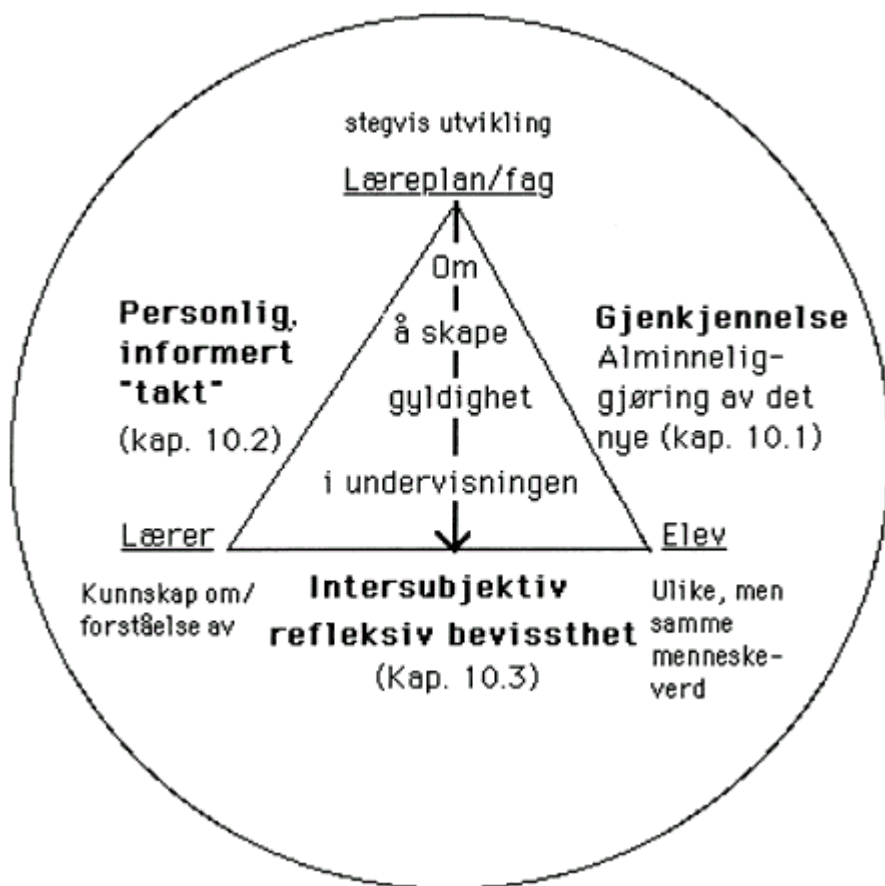 stegvis utvikling
Læreplan/fag
Om
å skape
gyldighet
i undervisningen
Personlig,
informert
"takt"
(kap. 10.2)
Gjenkjennelse
Alminnelig-
gjøring av det
nye (kap. 10.1)
Lærer
Kunnskap om/
forståelse av
Intersubjektiv
refleksiv bevissthet
(Kap. 10.3)
Elev
Ulike, men
samme
menneske-
verd